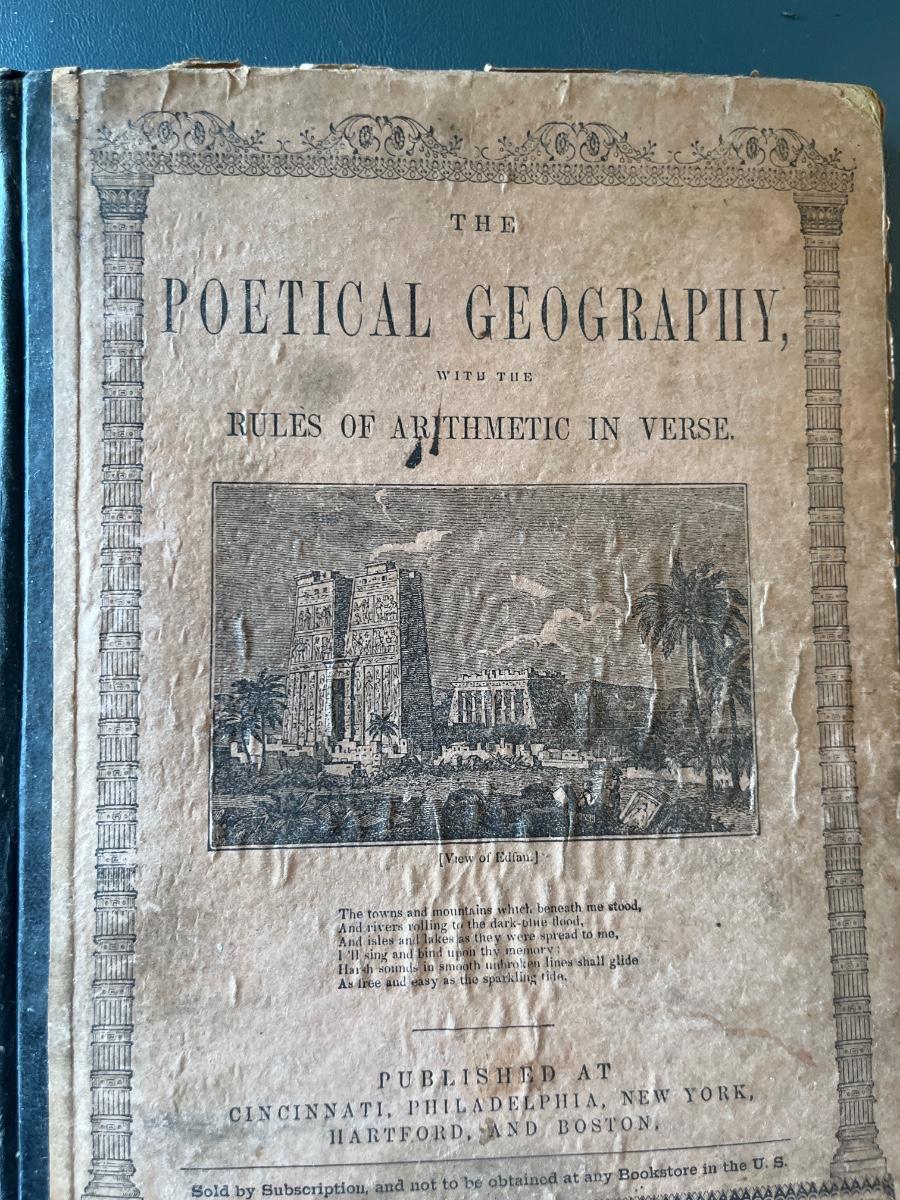 THE
POETICAL GEOGRAPHY,
WITH THE
RULES OF ARITHMETIC IN VERSE.
[View of Edfau.]
The towns and mountains which beneath me stood,
And rivers rolling to the dark-blue flood,
And isles and lakes as they were spread to me,
I'll sing and bind upon thy memory:
Harsh sounds in smooth unbroken lines shall glide
As free and easy as the sparkling tide.
PUBLISHED AT
CINCINNATI, PHILADELPHIA, NEW YORK,
HARTFORD, AND BOSTON.
Sold by Subscription, and not to be obtained at any Bookstore in the U. S.